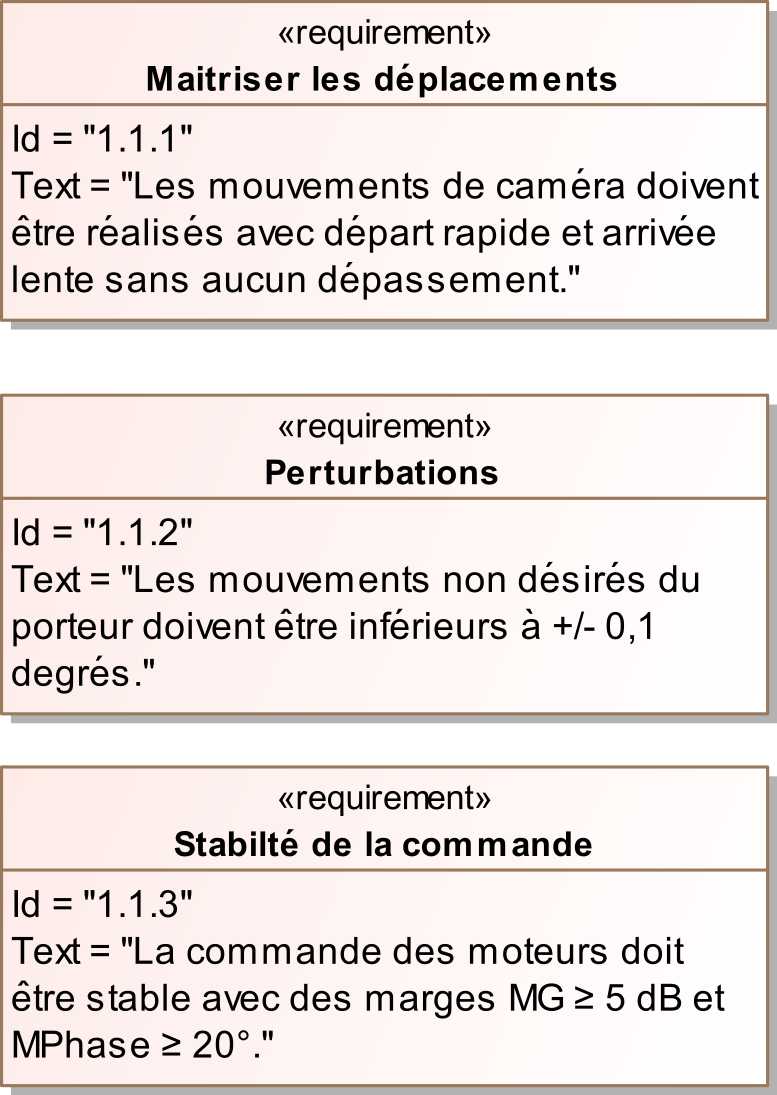 «requirement»
Maitriser les déplacements
Id = "1.1.1"
Text = "Les mouvements de caméra doivent
être réalisés avec départ rapide et arrivée
lente sans aucun dépassement."
«requirement»
Perturbations
Id = "1.1.2"
Text = "Les mouvements non désirés du
porteur doivent être inférieurs à +/- 0,1
degrés."
«requirement»
Stabilté de la commande
Id = "1.1.3"
Text = "La commande des moteurs doit
être stable avec des marges MG ≥ 5 dB et
MPhase ≥ 20°."